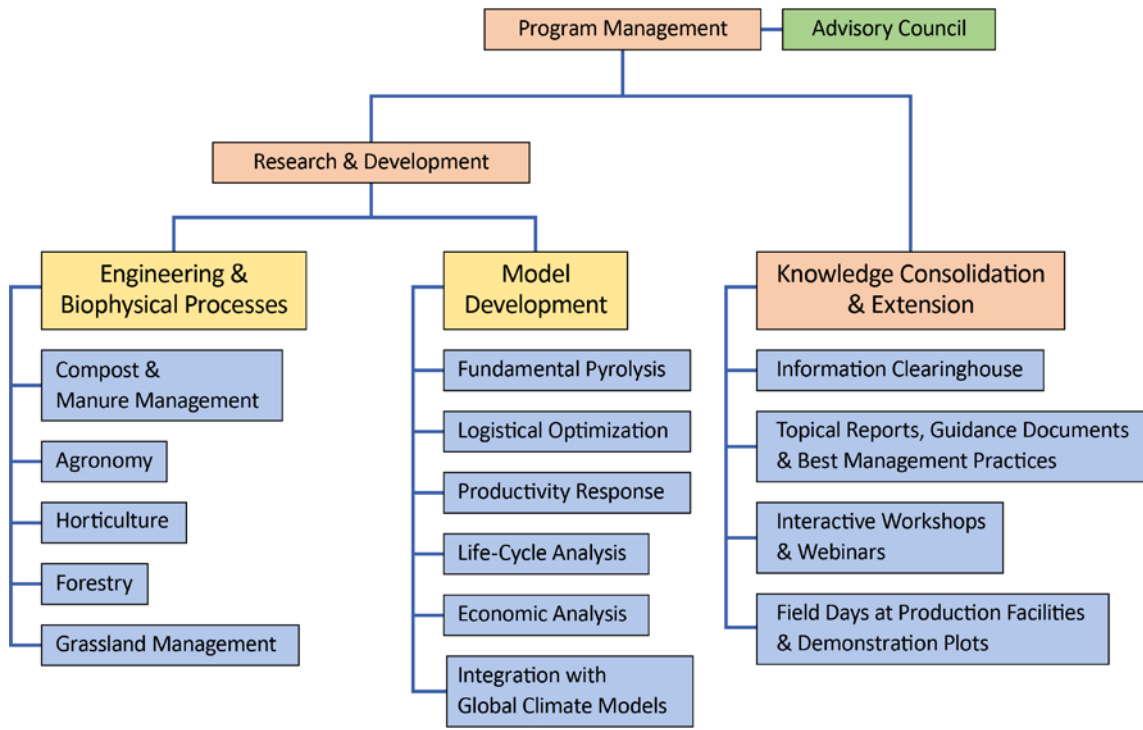 Program Management
Advisory Council
Research & Development
Engineering &
Biophysical Processes
Compost &
Manure Management
Agronomy
Horticulture
Forestry
Grassland Management
Model
Development
Fundamental Pyrolysis
Logistical Optimization
Productivity Response
Life-Cycle Analysis
Economic Analysis
Integration with
Global Climate Models
Knowledge Consolidation
& Extension
Information Clearinghouse
Topical Reports, Guidance Documents
& Best Management Practices
Interactive Workshops
& Webinars
Field Days at Production Facilities
& Demonstration Plots